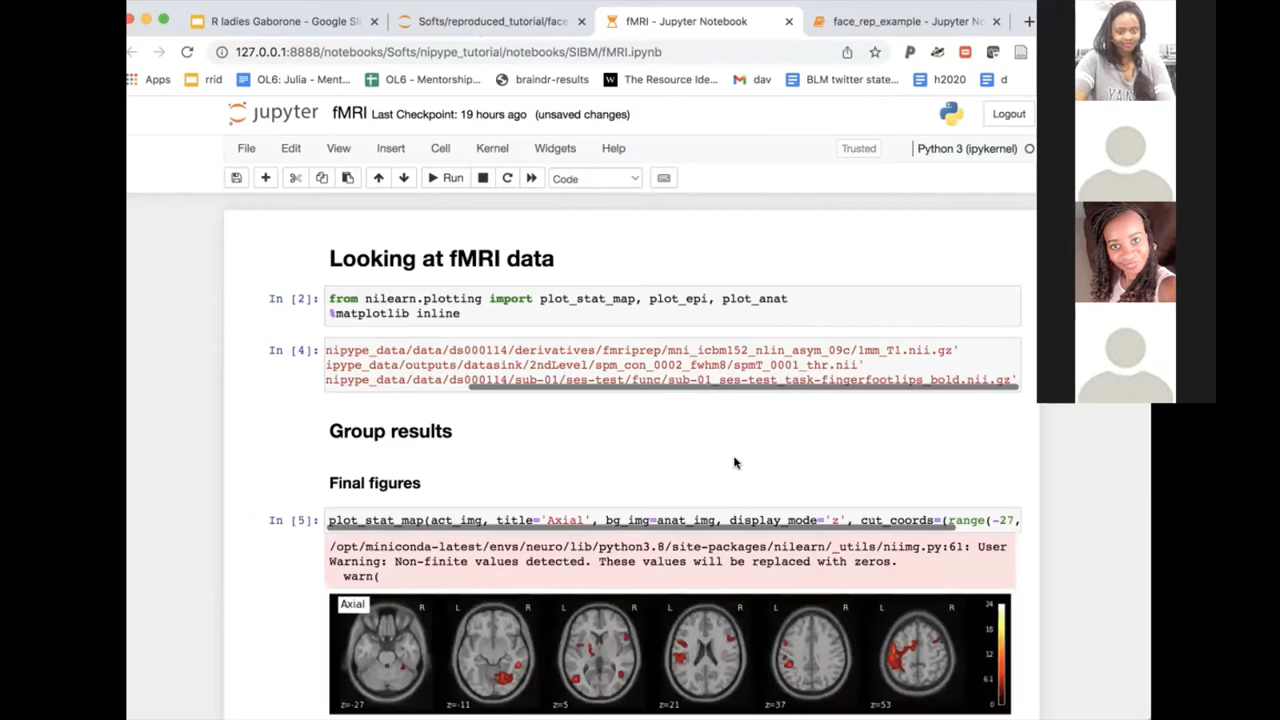 R ladies Gaborone - Google Sl
Softs/reproduced_tutorial/face
fMRI - Jupyter Notebook
face_rep_example - Jupyter N
127.0.0.1:8888/notebooks/Softs/nipype_tutorial/notebooks/SIBM/fMRI.ipynb
Apps rrid OL6: Julia - Ment... OL6 - Mentorship... braindr-results The Resource Ide... dav BLM twitter state... h2020 d
jupyter fMRI Last Checkpoint: 19 hours ago (unsaved changes) Logout
File Edit View Insert Cell Kernel Widgets Help Trusted Python 3 (ipykernel)
Run Code
Looking at fMRI data
In [2]: from nilearn.plotting import plot_stat_map, plot_epi, plot_anat
%matplotlib inline
In [4]: nipype_data/data/ds000114/derivatives/fmriprep/mni_icbm152_nlin_asym_09c/1mm_T1.nii.gz'
ipype_data/outputs/datasink/2ndLevel/spm_con_0002_fwhm8/spmT_0001_thr.nii'
nipype_data/data/ds000114/sub-01/ses-test/func/sub-01_ses-test_task-fingerfootlips_bold.nii.gz'
Group results
Final figures
In [5]: plot_stat_map(act_img, title='Axial', bg_img=anat_img, display_mode='z', cut_coords=(range(-27,
/opt/miniconda-latest/envs/neuro/lib/python3.8/site-packages/nilearn/_utils/niimg.py:61: User
Warning: Non-finite values detected. These values will be replaced with zeros.
warn(
Axial
R L R L R L R L R L R
24
18
12
6.1
0
z=-27 z=-11 z=5 z=21 z=37 z=53